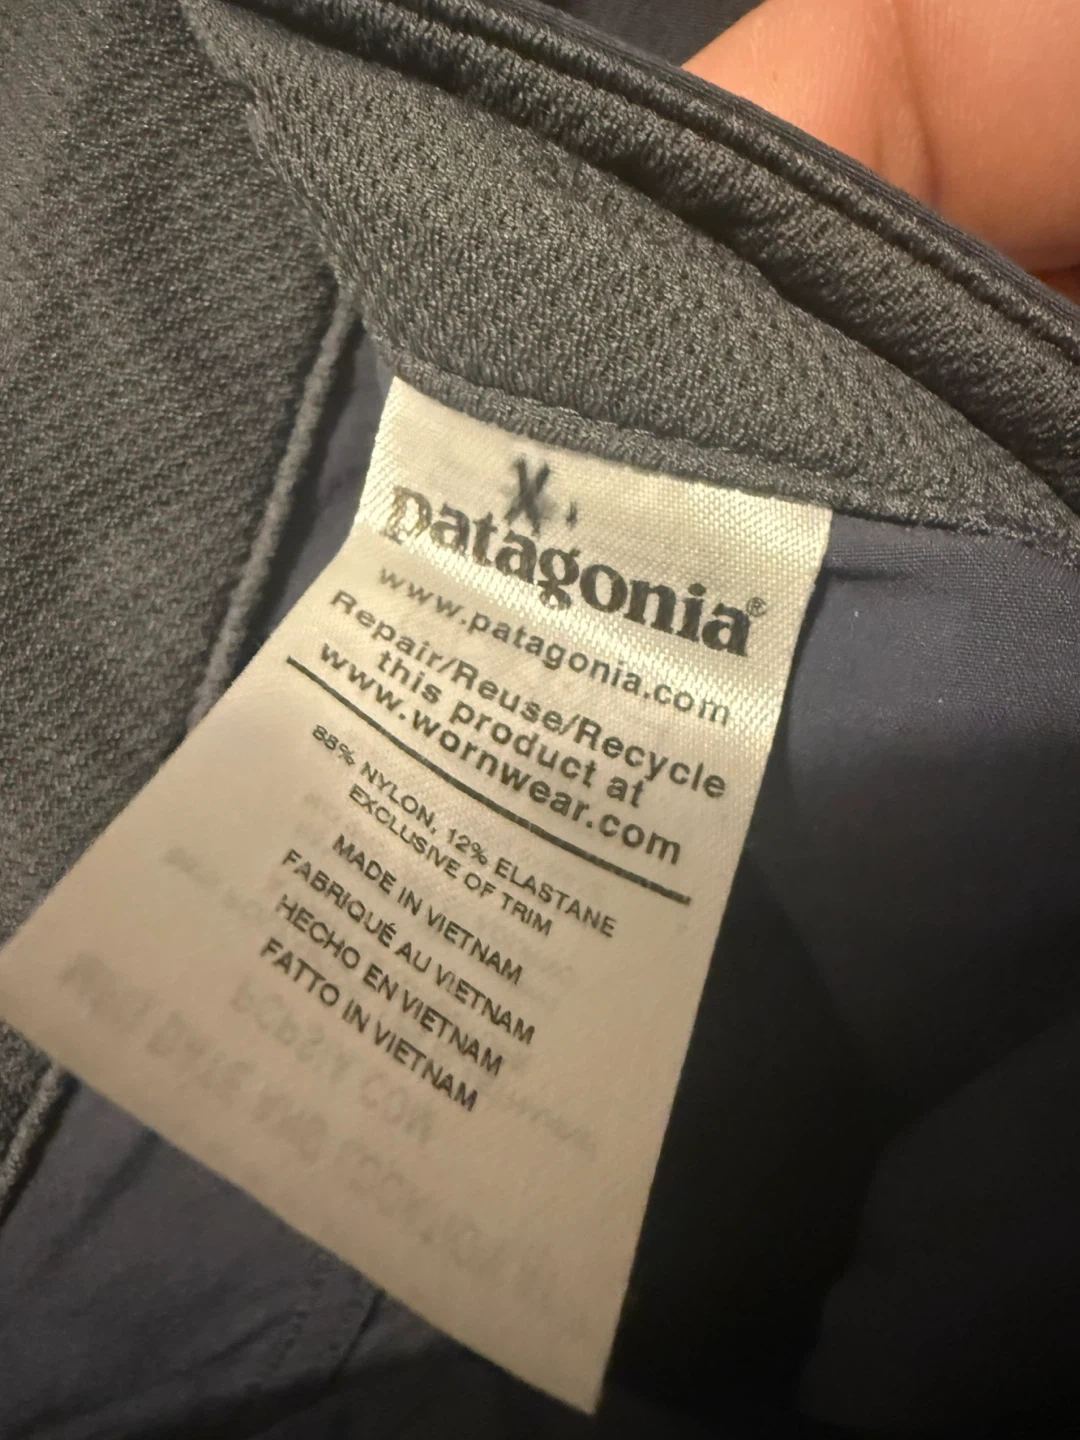 X
patagonia®
www.patagonia.com
Repair/Reuse/Recycle
this product at
www.wornwear.com
88% NYLON, 12% ELASTANE
EXCLUSIVE OF TRIM
MADE IN VIETNAM
FABRIQUÉ AU VIETNAM
HECHO EN VIETNAM
FATTO IN VIETNAM